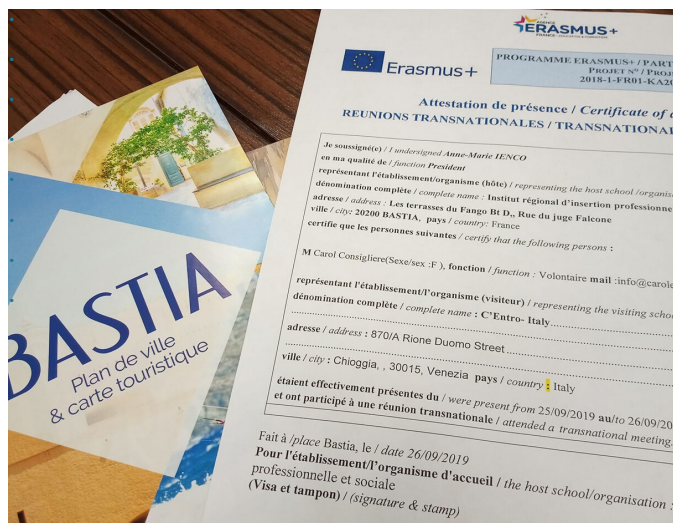 BASTIA
Plan de ville
& carte touristique
AGENCE
ERASMUS+
Erasmus+
PROGRAMME ERASMUS+ / PART
PROJET N° / PROJ
2018-1-FR01-KA20
Attestation de présence / Certificate of a
REUNIONS TRANSNATIONALES / TRANSNATIONAL
Je soussigné(e) / I undersigned Anne-Marie IENCO
en ma qualité de / function President
représentant l'établissement/organisme (hôte) / representing the host school /organis
dénomination complète / complete name : Institut régional d'insertion professionne
adresse / address : Les terrasses du Fango Bt D,, Rue du juge Falcone
ville / city: 20200 BASTIA, pays / country: France
certifie que les personnes suivantes / certify that the following persons :
M Carol Consigliere(Sexe/sex :F ), fonction / function : Volontaire mail :info@carole
représentant l'établissement/l'organisme (visiteur) / representing the visiting schoo
dénomination complète / complete name : C'Entro- Italy
adresse / address : 870/A Rione Duomo Street
ville / city : Chioggia, , 30015, Venezia pays / country : Italy
étaient effectivement présentes du / were present from 25/09/2019 au/to 26/09/20
et ont participé à une réunion transnationale / attended a transnational meeting.
Fait à /place Bastia, le / date 26/09/2019
Pour l'établissement/l'organisme d'accueil / the host school/organisation :
professionnelle et sociale
(Visa et tampon) / (signature & stamp)